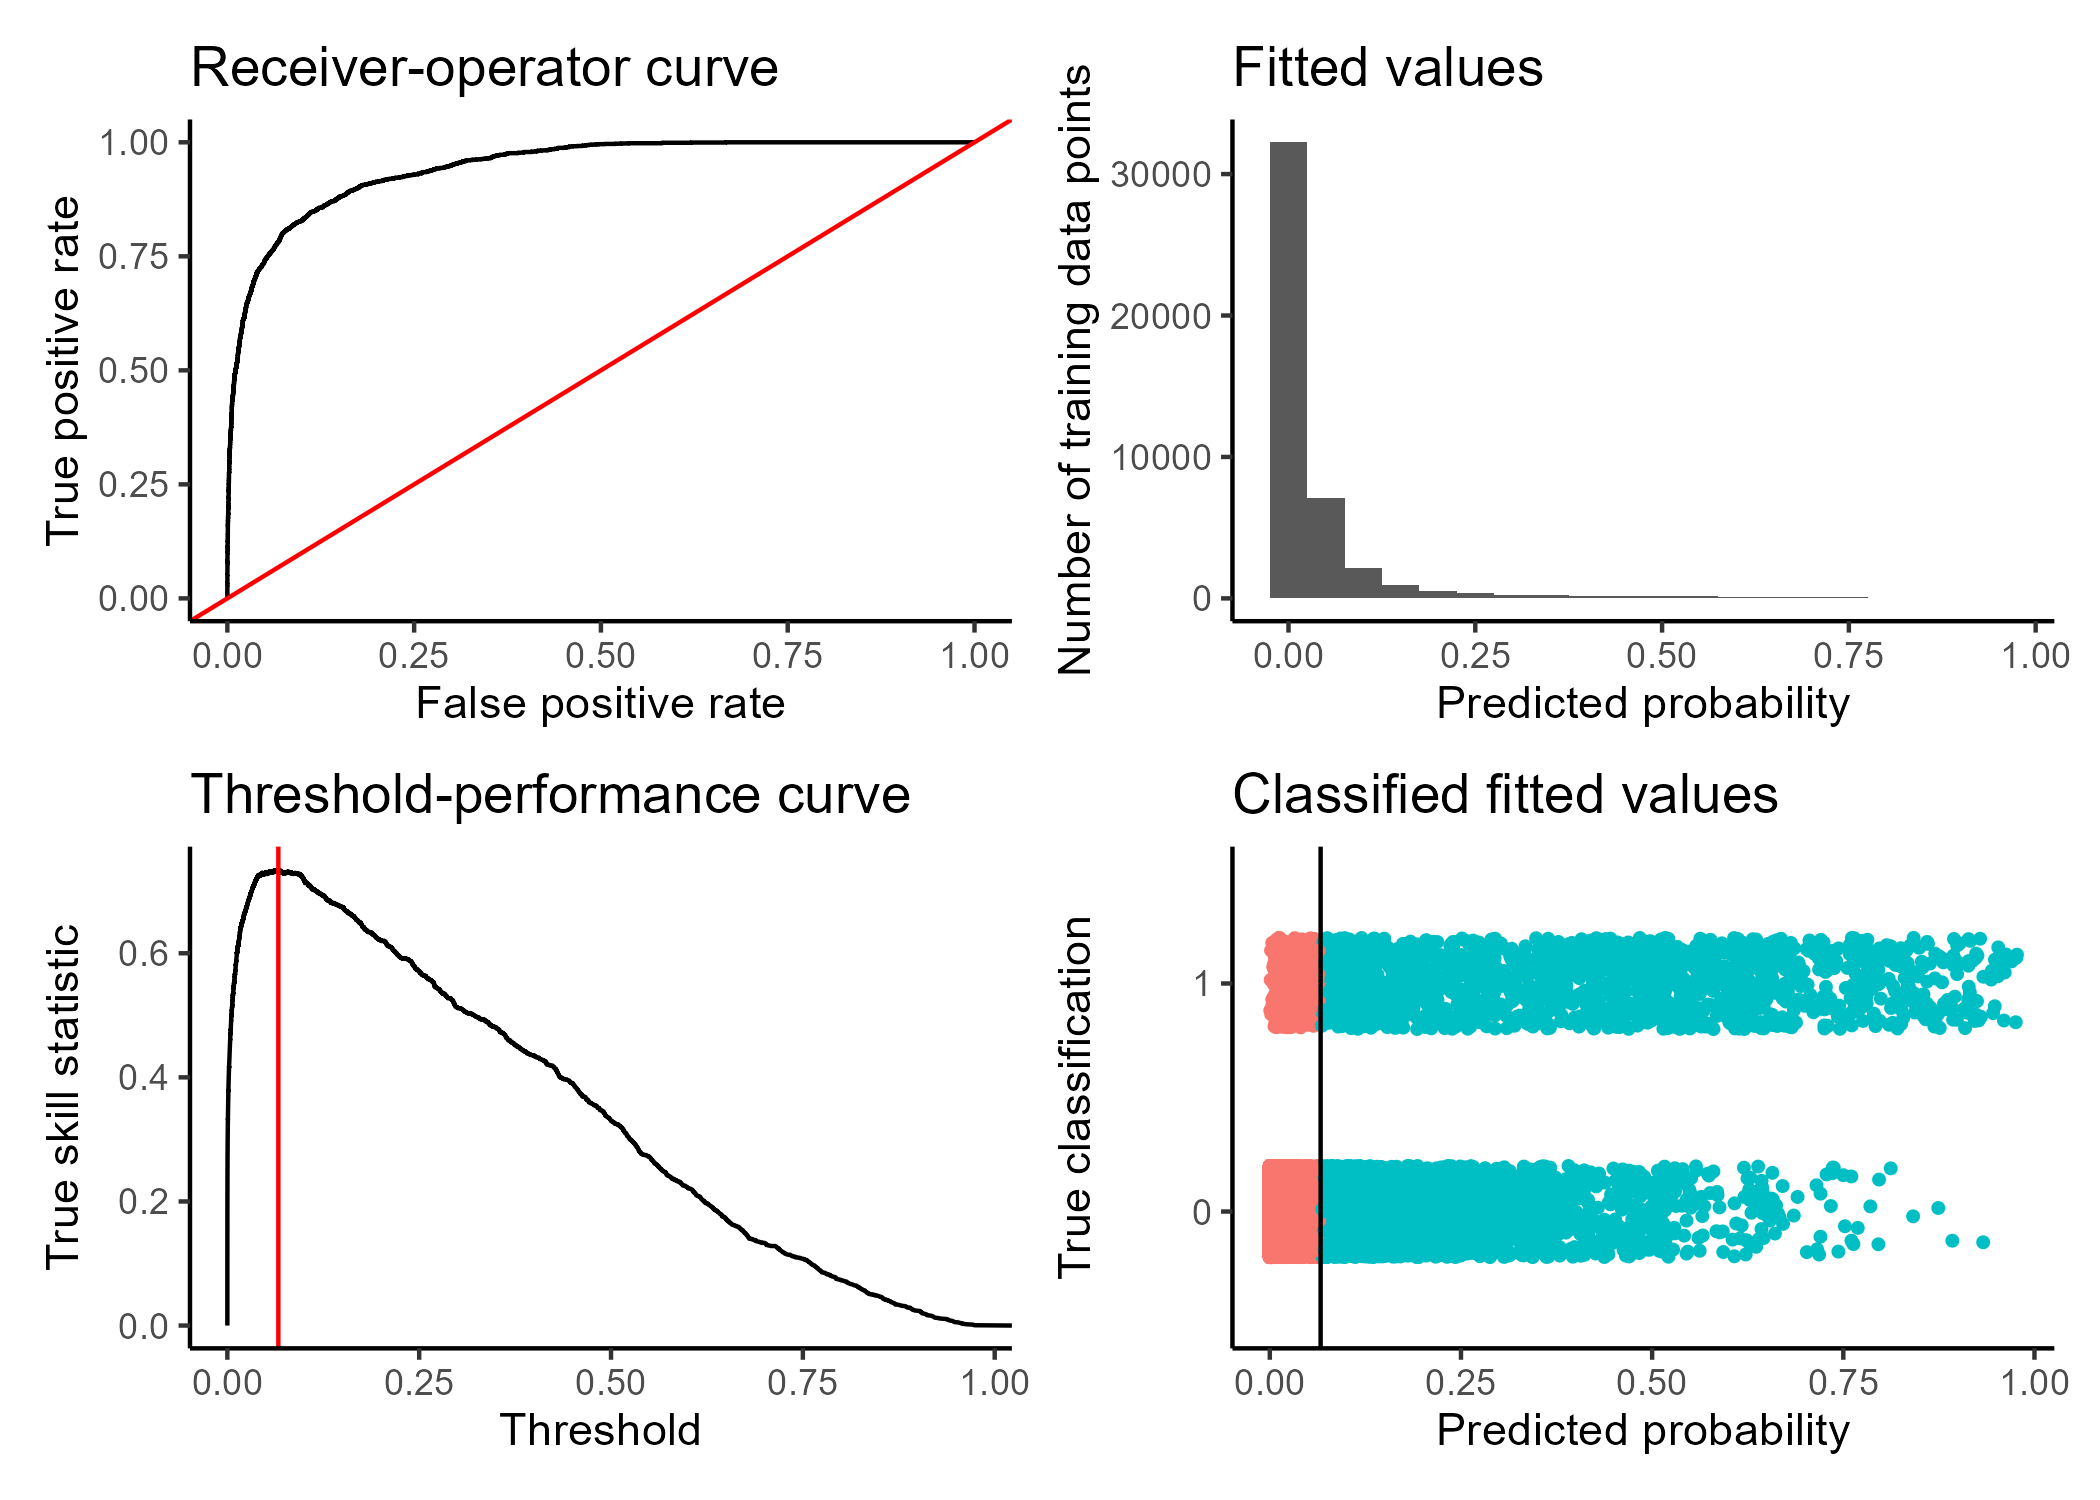 Receiver-operator curve
True positive rate
1.00
0.75
0.50
0.25
0.00
0.00 0.25 0.50 0.75 1.00
False positive rate
Fitted values
Number of training data points
30000
20000
10000
0
0.00 0.25 0.50 0.75 1.00
Predicted probability
Threshold-performance curve
True skill statistic
0.6
0.4
0.2
0.0
0.00 0.25 0.50 0.75 1.00
Threshold
Classified fitted values
True classification
1
0
0.00 0.25 0.50 0.75 1.00
Predicted probability